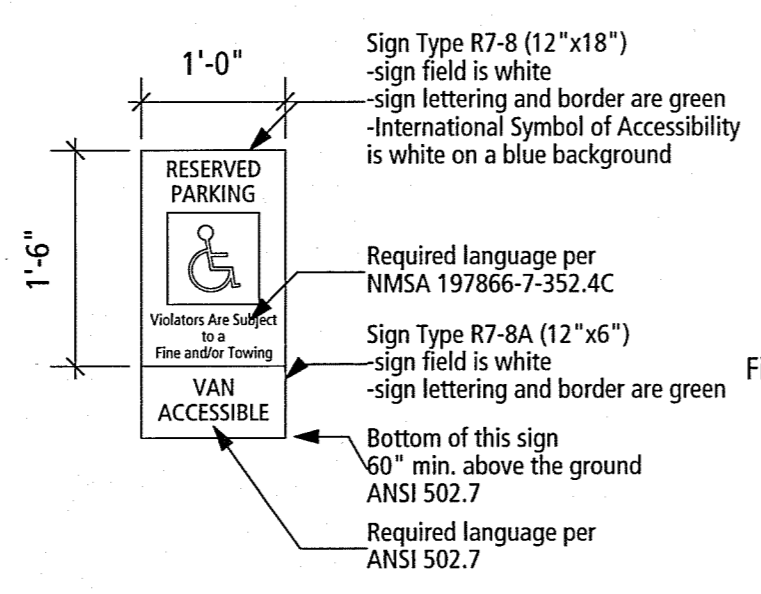 1'-0"
1'-6"
RESERVED
PARKING
Violators Are Subject
to a
Fine and/or Towing
VAN
ACCESSIBLE
Sign Type R7-8 (12"x18")
-sign field is white
-sign lettering and border are green
-International Symbol of Accessibility
is white on a blue background
Required language per
NMSA 197866-7-352.4C
Sign Type R7-8A (12"x6")
-sign field is white
-sign lettering and border are green
Bottom of this sign
60" min. above the ground
ANSI 502.7
Required language per
ANSI 502.7